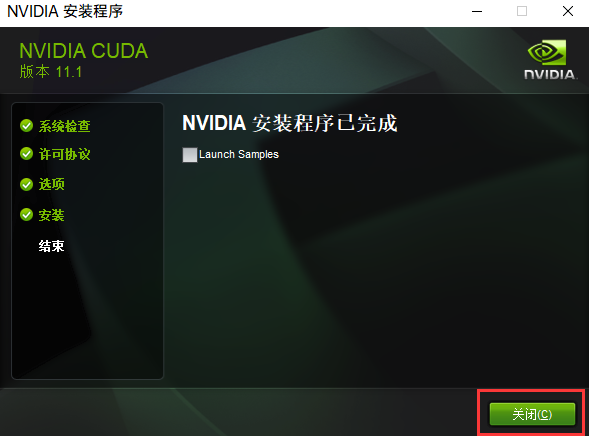 NVIDIA 安装程序
NVIDIA CUDA
版本 11.1
NVIDIA.
系统检查
许可协议
选项
安装
结束
NVIDIA 安装程序已完成
Launch Samples
关闭(C)